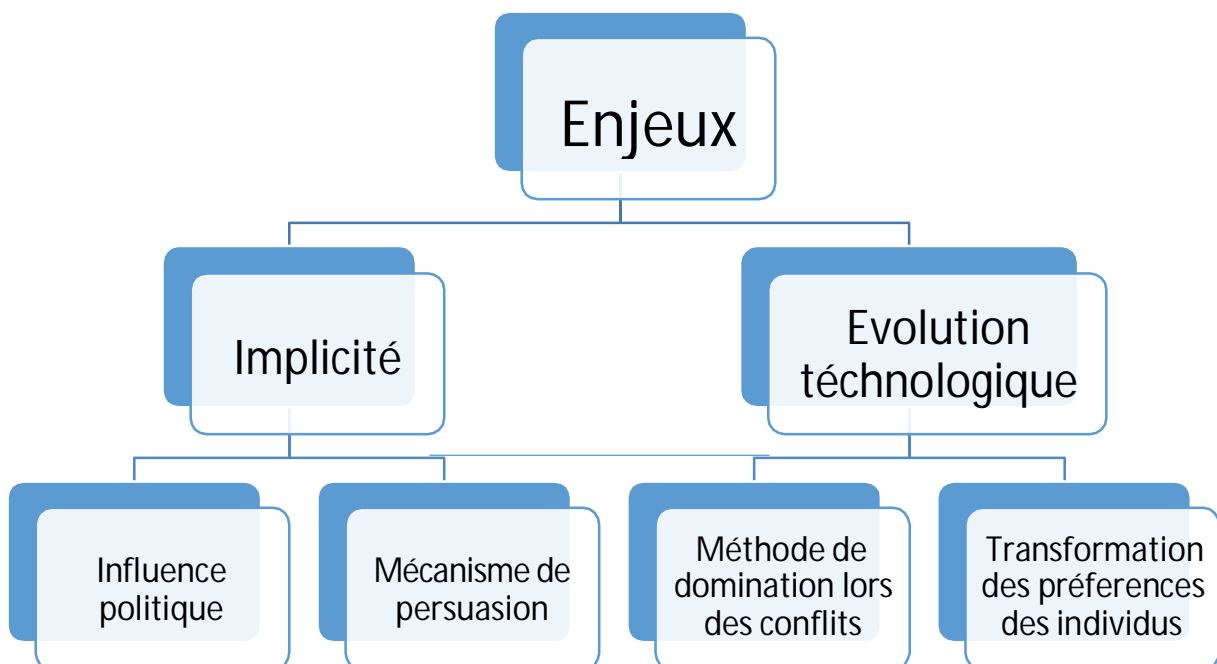 Enjeux
Implicité
Evolution
téchnologique
Influence
politique
Mécanisme de
persuasion
Méthode de
domination lors
des conflits
Transformation
des préferences
des individus